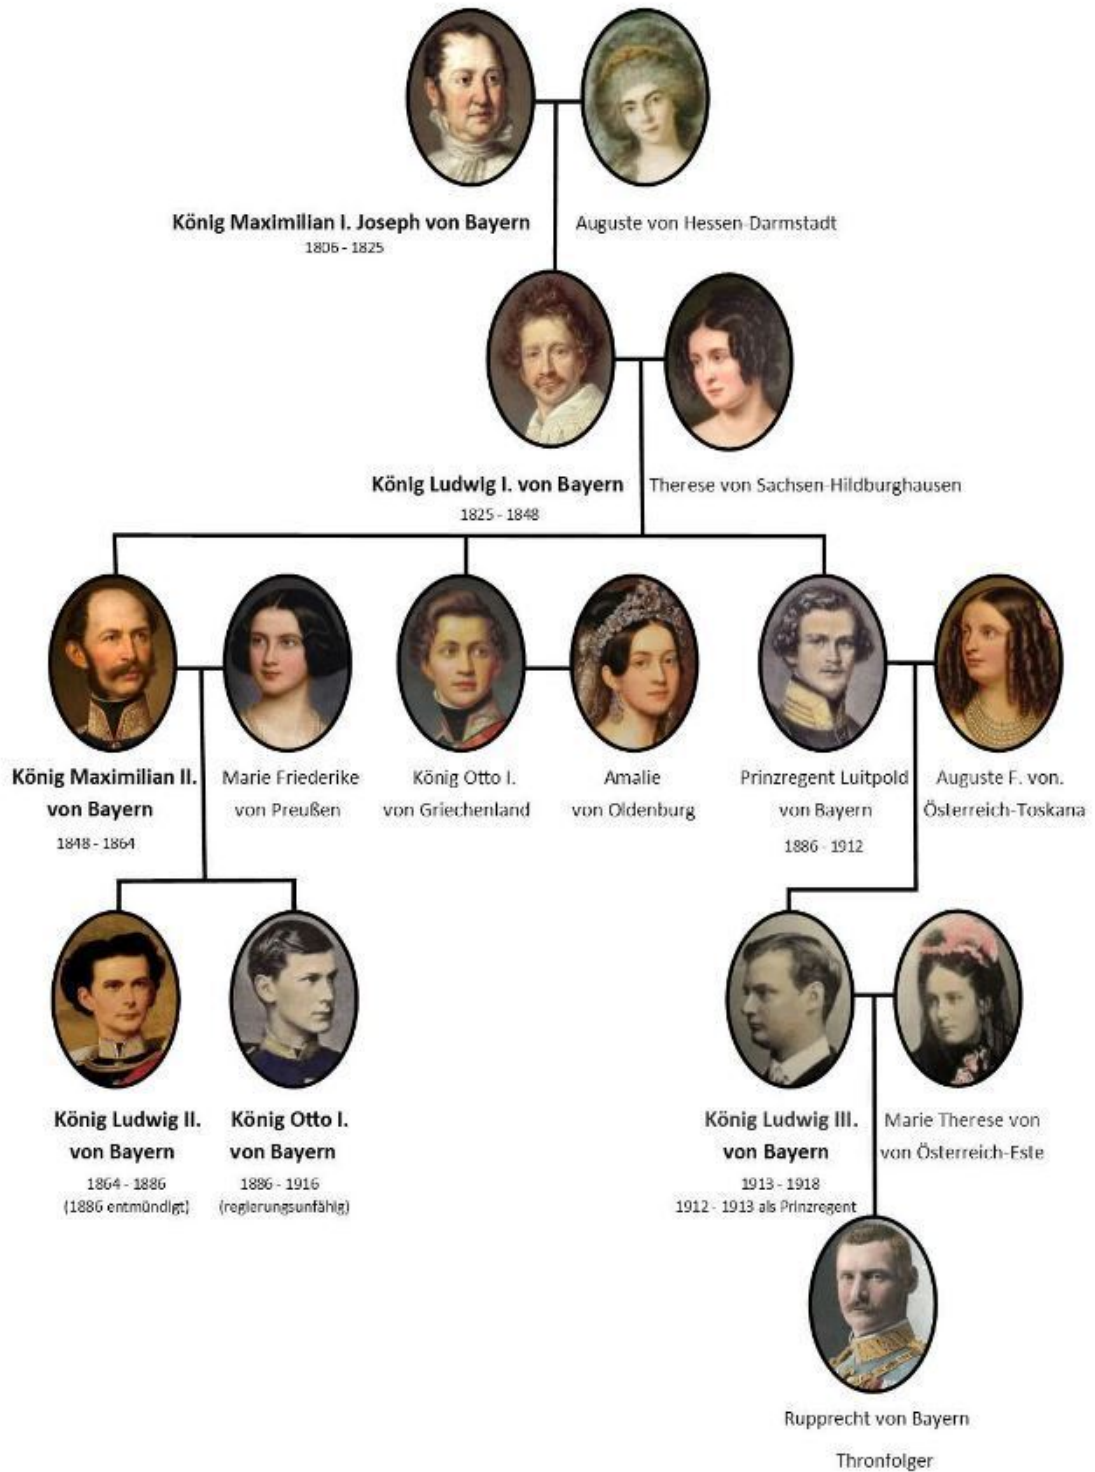 König Maximilian I. Joseph von Bayern
1806 - 1825
Auguste von Hessen-Darmstadt
König Ludwig I. von Bayern
1825 - 1848
Therese von Sachsen-Hildburghausen
König Maximilian II.
von Bayern
1848 - 1864
Marie Friederike
von Preußen
König Otto I.
von Griechenland
Amalie
von Oldenburg
Prinzregent Luitpold
von Bayern
1886 - 1912
Auguste F. von.
Österreich-Toskana
König Ludwig II.
von Bayern
1864 - 1886
(1886 entmündigt)
König Otto I.
von Bayern
1886 - 1916
(regierungsunfähig)
König Ludwig III.
von Bayern
1913 - 1918
1912 - 1913 als Prinzregent
Marie Therese von
von Österreich-Este
Rupprecht von Bayern
Thronfolger